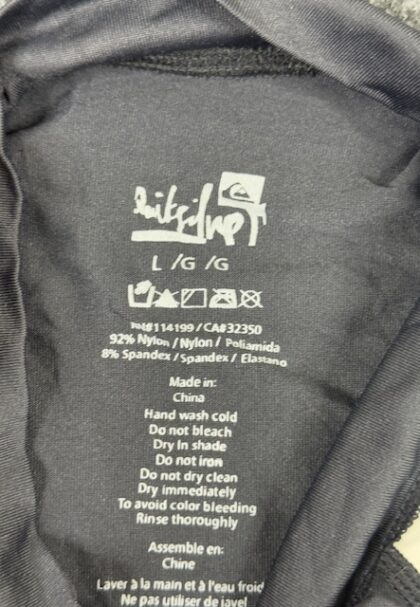 Quiksilver
L /G /G
RN#114199/CA#32350
92% Nylon/Nylon/Poliamida
8% Spandex/Spandex/Elastano
Made in:
China
Hand wash cold
Do not bleach
Dry In shade
Do not iron
Do not dry clean
Dry immediately
To avoid color bleeding
Rinse thoroughly
Assemble en:
Chine
Laver à la main et à l'eau froid
Ne pas utiliser de javel